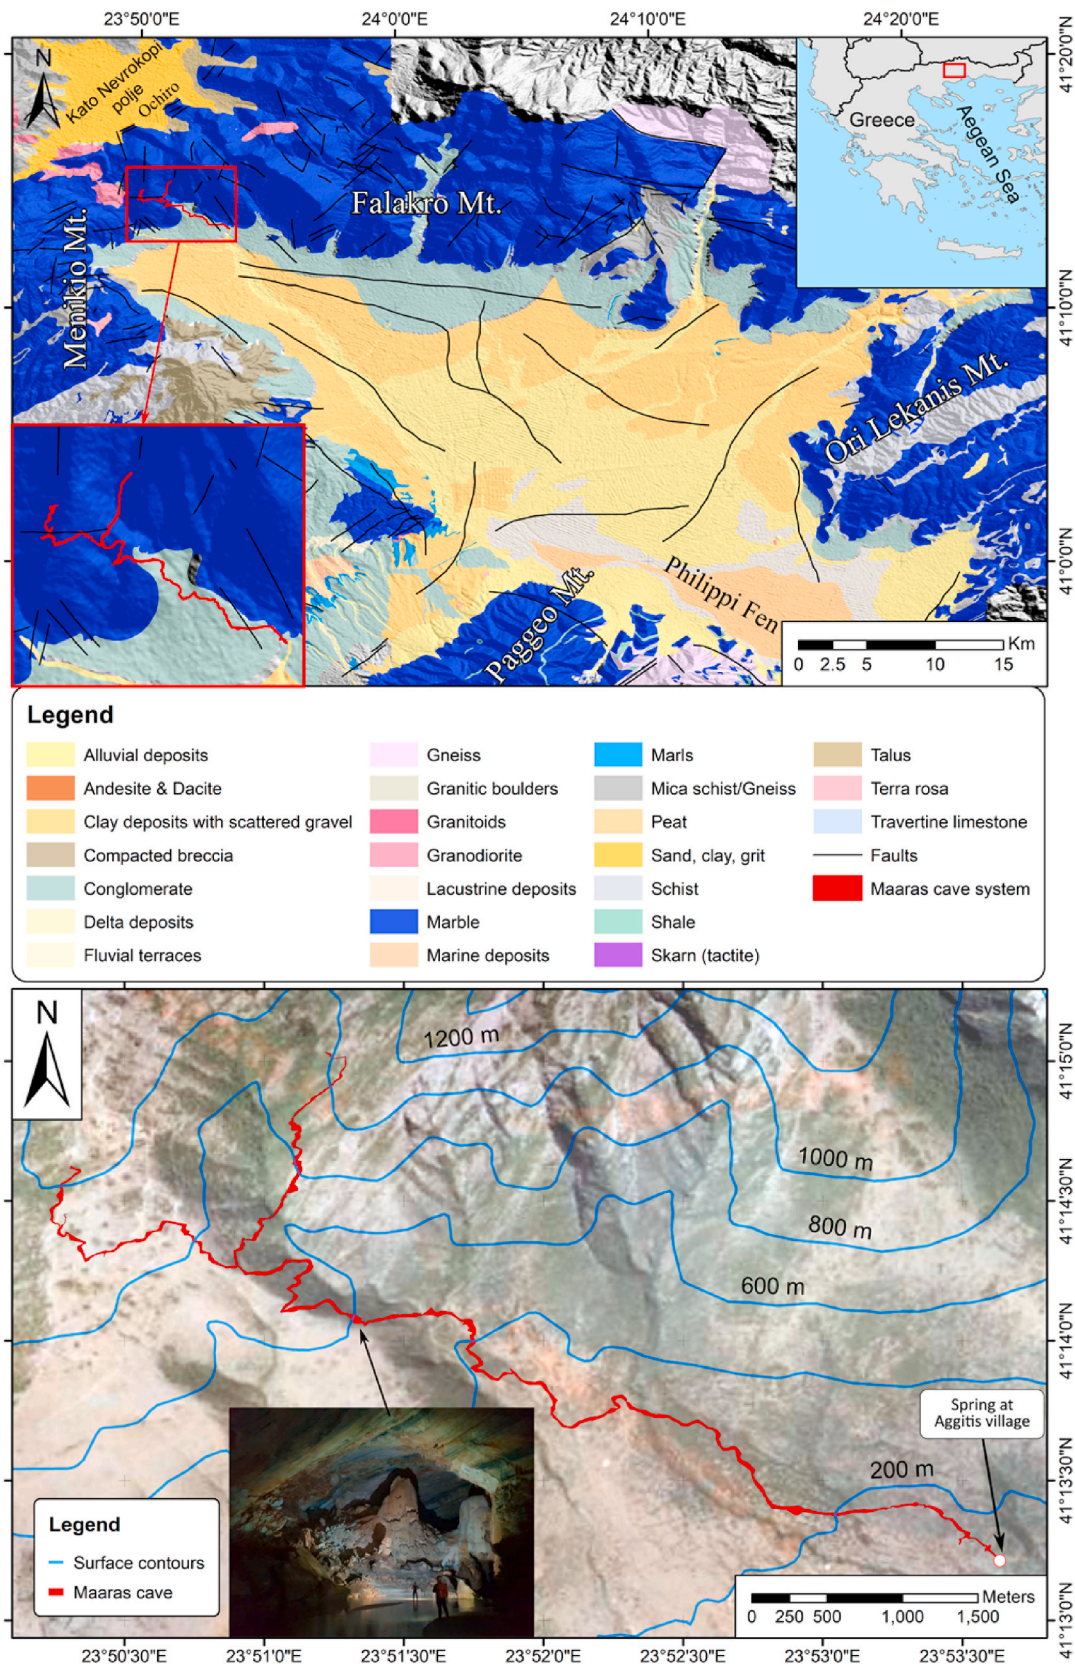 23°50'0"E
24°0'0"E
24°10'0"E
24°20'0"E
N
Kato Nevrokopi
polje
Ochiro
Falakro Mt.
Menikio Mt.
Ori Lekanis Mt.
Paggeo Mt.
Philippi Fen
Greece
Aegean Sea
41°20'0"N
41°10'0"N
41°0'0"N
Km
0 2.5 5 10 15
Legend
Alluvial deposits
Andesite & Dacite
Clay deposits with scattered gravel
Compacted breccia
Conglomerate
Delta deposits
Fluvial terraces
Gneiss
Granitic boulders
Granitoids
Granodiorite
Lacustrine deposits
Marble
Marine deposits
Marls
Mica schist/Gneiss
Peat
Sand, clay, grit
Schist
Shale
Skarn (tactite)
Talus
Terra rosa
Travertine limestone
Faults
Maaras cave system
N
1200 m
1000 m
800 m
600 m
200 m
Spring at
Aggitis village
Legend
Surface contours
Maaras cave
Meters
0 250 500 1,000 1,500
41°15'0"N
41°14'30"N
41°14'0"N
41°13'30"N
41°13'0"N
23°50'30"E
23°51'0"E
23°51'30"E
23°52'0"E
23°52'30"E
23°53'0"E
23°53'30"E